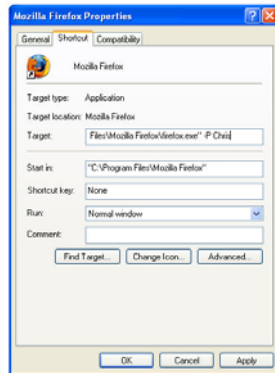 Mozilla Firefox Properties
General Shortcut Compatibility
Mozilla Firefox
Target type: Application
Target location: Mozilla Firefox
Target: Files\Mozilla Firefox\firefox.exe" -P Chris
Start in: "C:\Program Files\Mozilla Firefox"
Shortcut key: None
Run: Normal window
Comment:
Find Target... Change Icon... Advanced...
OK Cancel Apply